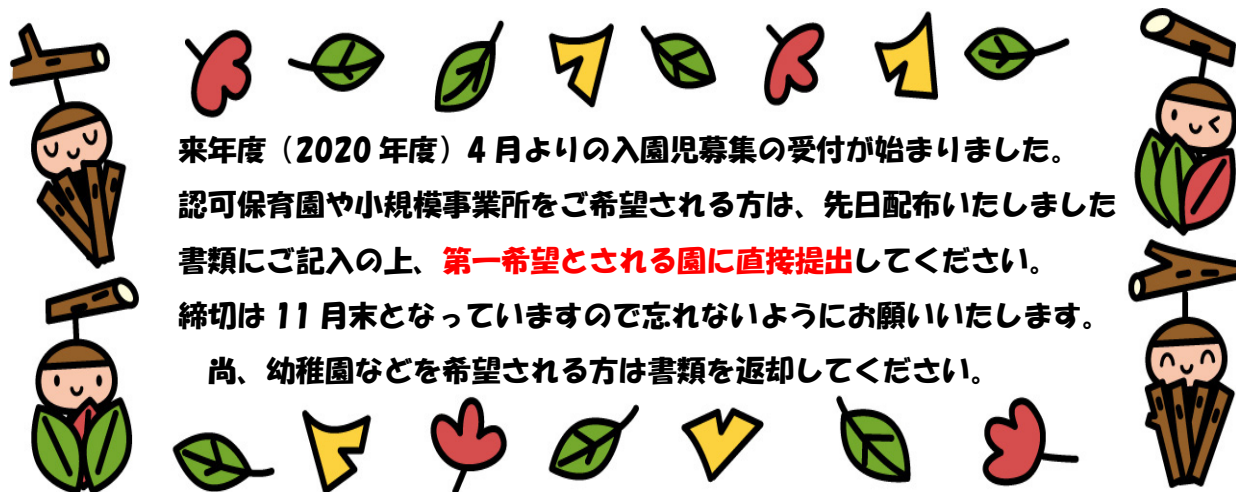 来年度（2020 年度）4 月よりの入園児募集の受付が始まりました。
認可保育園や小規模事業所をご希望される方は、先日配布いたしました
書類にご記入の上、第一希望とされる園に直接提出してください。
締切は 11 月末となっていますので忘れないようにお願いいたします。
尚、幼稚園などを希望される方は書類を返却してください。